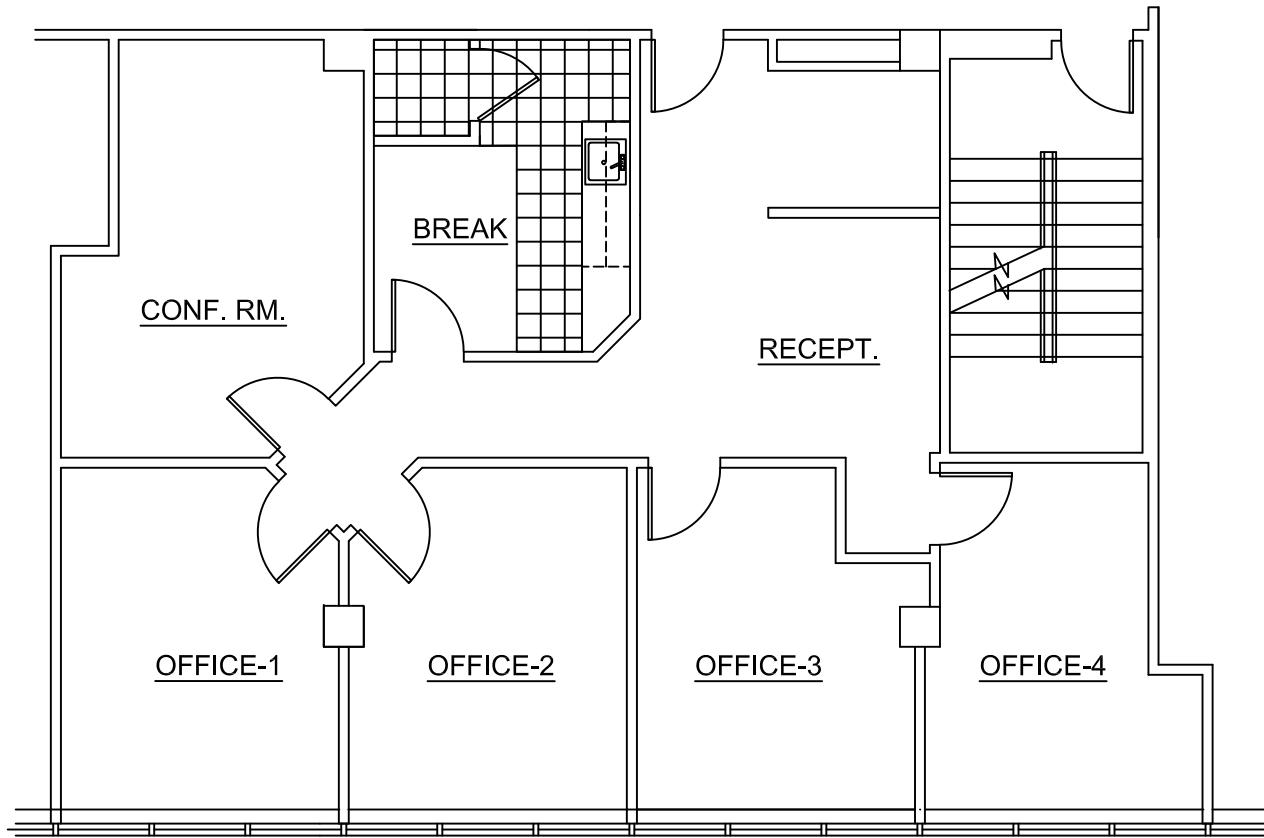 BREAK
CONF. RM.
RECEPT.
OFFICE-1
OFFICE-2
OFFICE-3
OFFICE-4